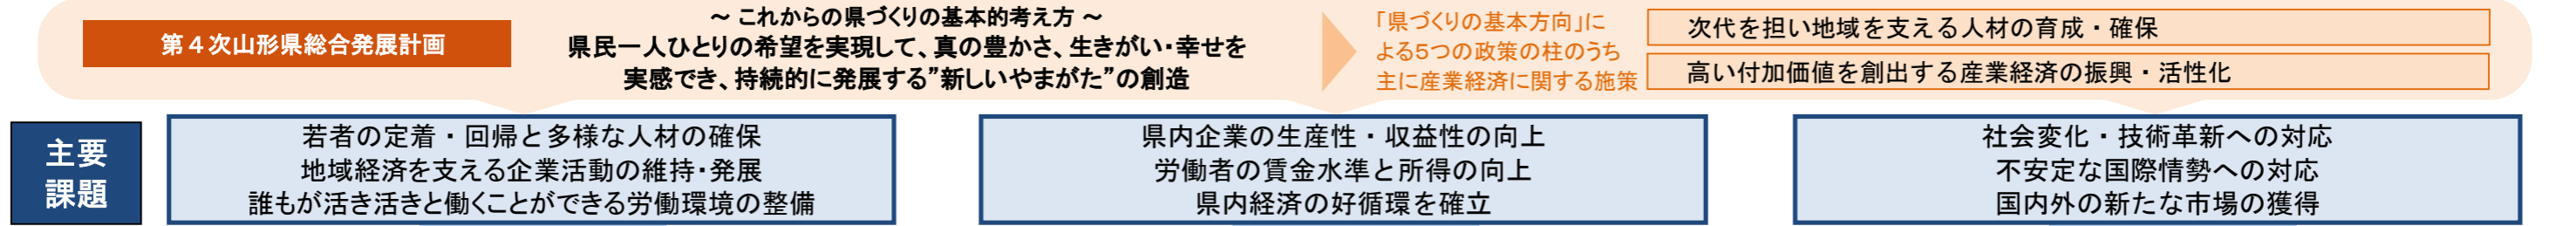 第４次山形県総合発展計画
～ これからの県づくりの基本的考え方 ～
県民一人ひとりの希望を実現して、真の豊かさ、生きがい・幸せを
実感でき、持続的に発展する”新しいやまがた”の創造
「県づくりの基本方向」に
よる５つの政策の柱のうち
主に産業経済に関する施策
次代を担い地域を支える人材の育成・確保
高い付加価値を創出する産業経済の振興・活性化
主要
課題
若者の定着・回帰と多様な人材の確保
地域経済を支える企業活動の維持・発展
誰もが活き活きと働くことができる労働環境の整備
県内企業の生産性・収益性の向上
労働者の賃金水準と所得の向上
県内経済の好循環を確立
社会変化・技術革新への対応
不安定な国際情勢への対応
国内外の新たな市場の獲得